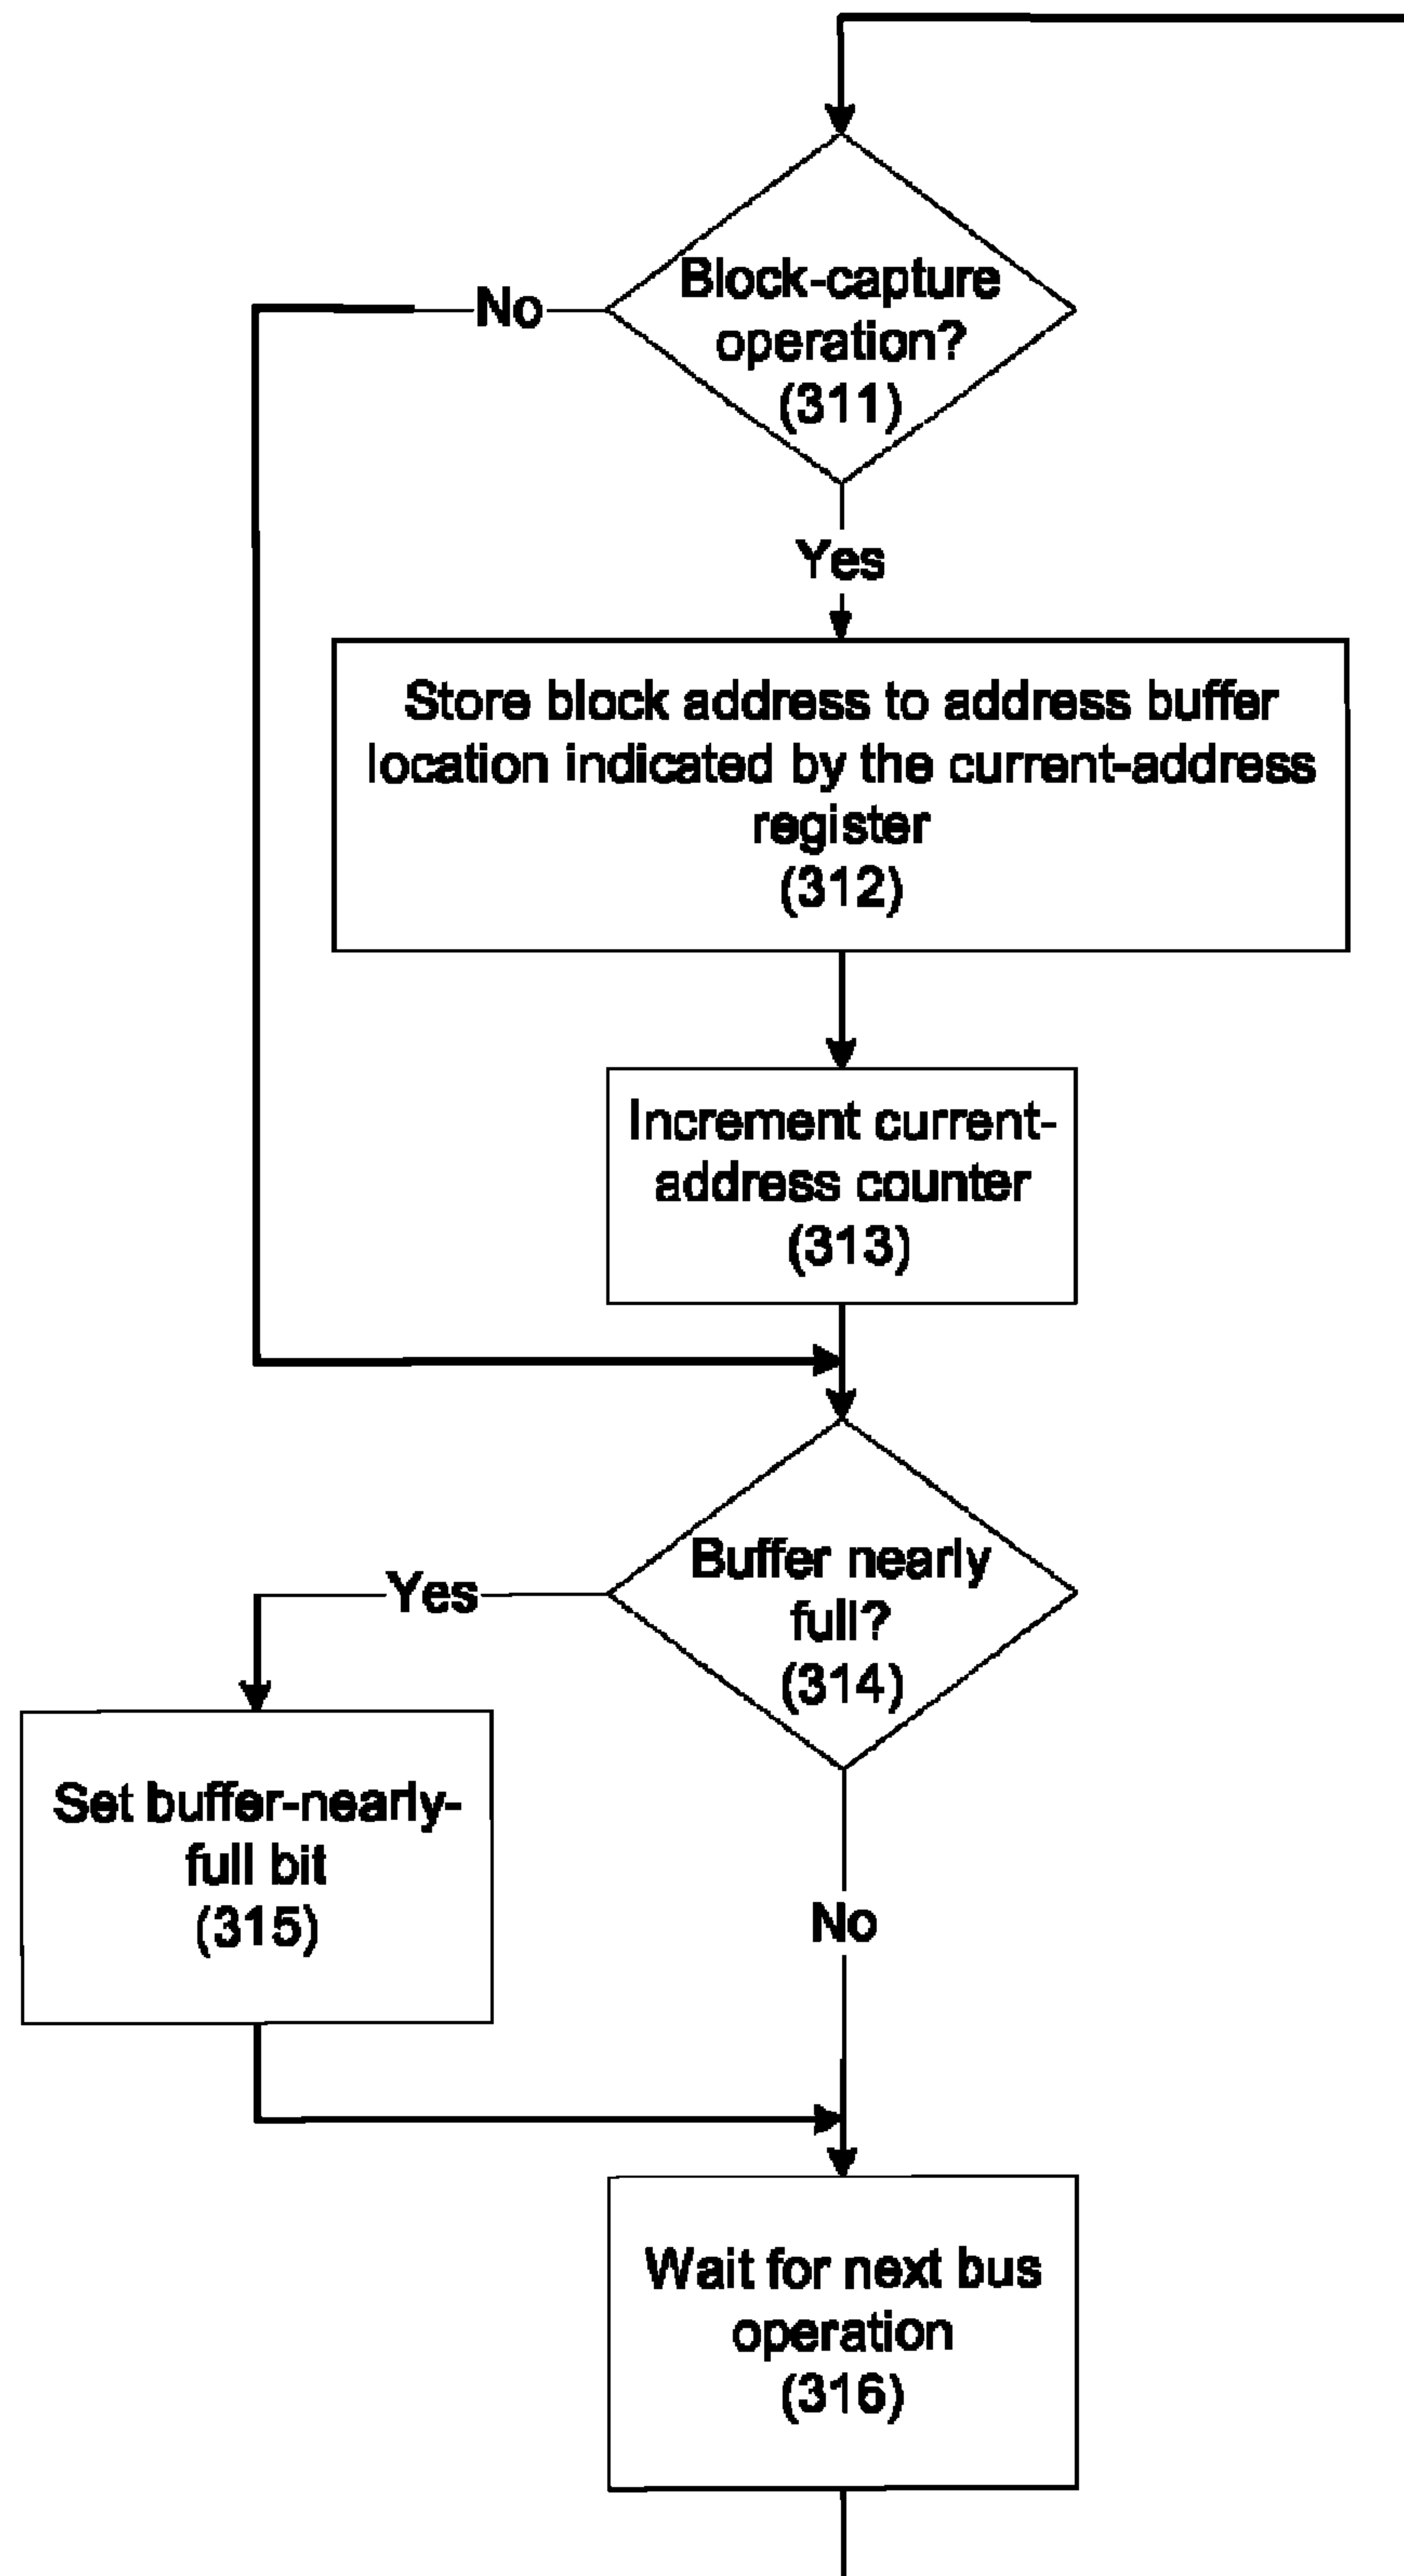 Block-capture
operation?
(311)
No
Yes
Store block address to address buffer
location indicated by the current-address
register
(312)
Increment current-
address counter
(313)
Buffer nearly
full?
(314)
Yes
Set buffer-nearly-
full bit
(315)
No
Wait for next bus
operation
(316)